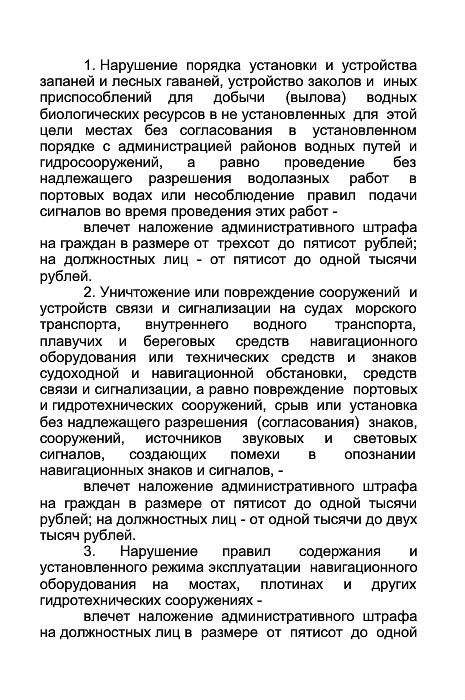 1. Нарушение порядка установки и устройства
запаней и лесных гаваней, устройство заколов и иных
приспособлений для добычи (вылова) водных
биологических ресурсов в не установленных для этой
цели местах без согласования в установленном
порядке с администрацией районов водных путей и
гидросооружений, а равно проведение без
надлежащего разрешения водолазных работ в
портовых водах или несоблюдение правил подачи
сигналов во время проведения этих работ -
влечет наложение административного штрафа
на граждан в размере от трехсот до пятисот рублей;
на должностных лиц - от пятисот до одной тысячи
рублей.
2. Уничтожение или повреждение сооружений и
устройств связи и сигнализации на судах морского
транспорта, внутреннего водного транспорта,
плавучих и береговых средств навигационного
оборудования или технических средств и знаков
судоходной и навигационной обстановки, средств
связи и сигнализации, а равно повреждение портовых
и гидротехнических сооружений, срыв или установка
без надлежащего разрешения (согласования) знаков,
сооружений, источников звуковых и световых
сигналов, создающих помехи в опознании
навигационных знаков и сигналов, -
влечет наложение административного штрафа
на граждан в размере от пятисот до одной тысячи
рублей; на должностных лиц - от одной тысячи до двух
тысяч рублей.
3. Нарушение правил содержания и
установленного режима эксплуатации навигационного
оборудования на мостах, плотинах и других
гидротехнических сооружениях -
влечет наложение административного штрафа
на должностных лиц в размере от пятисот до одной